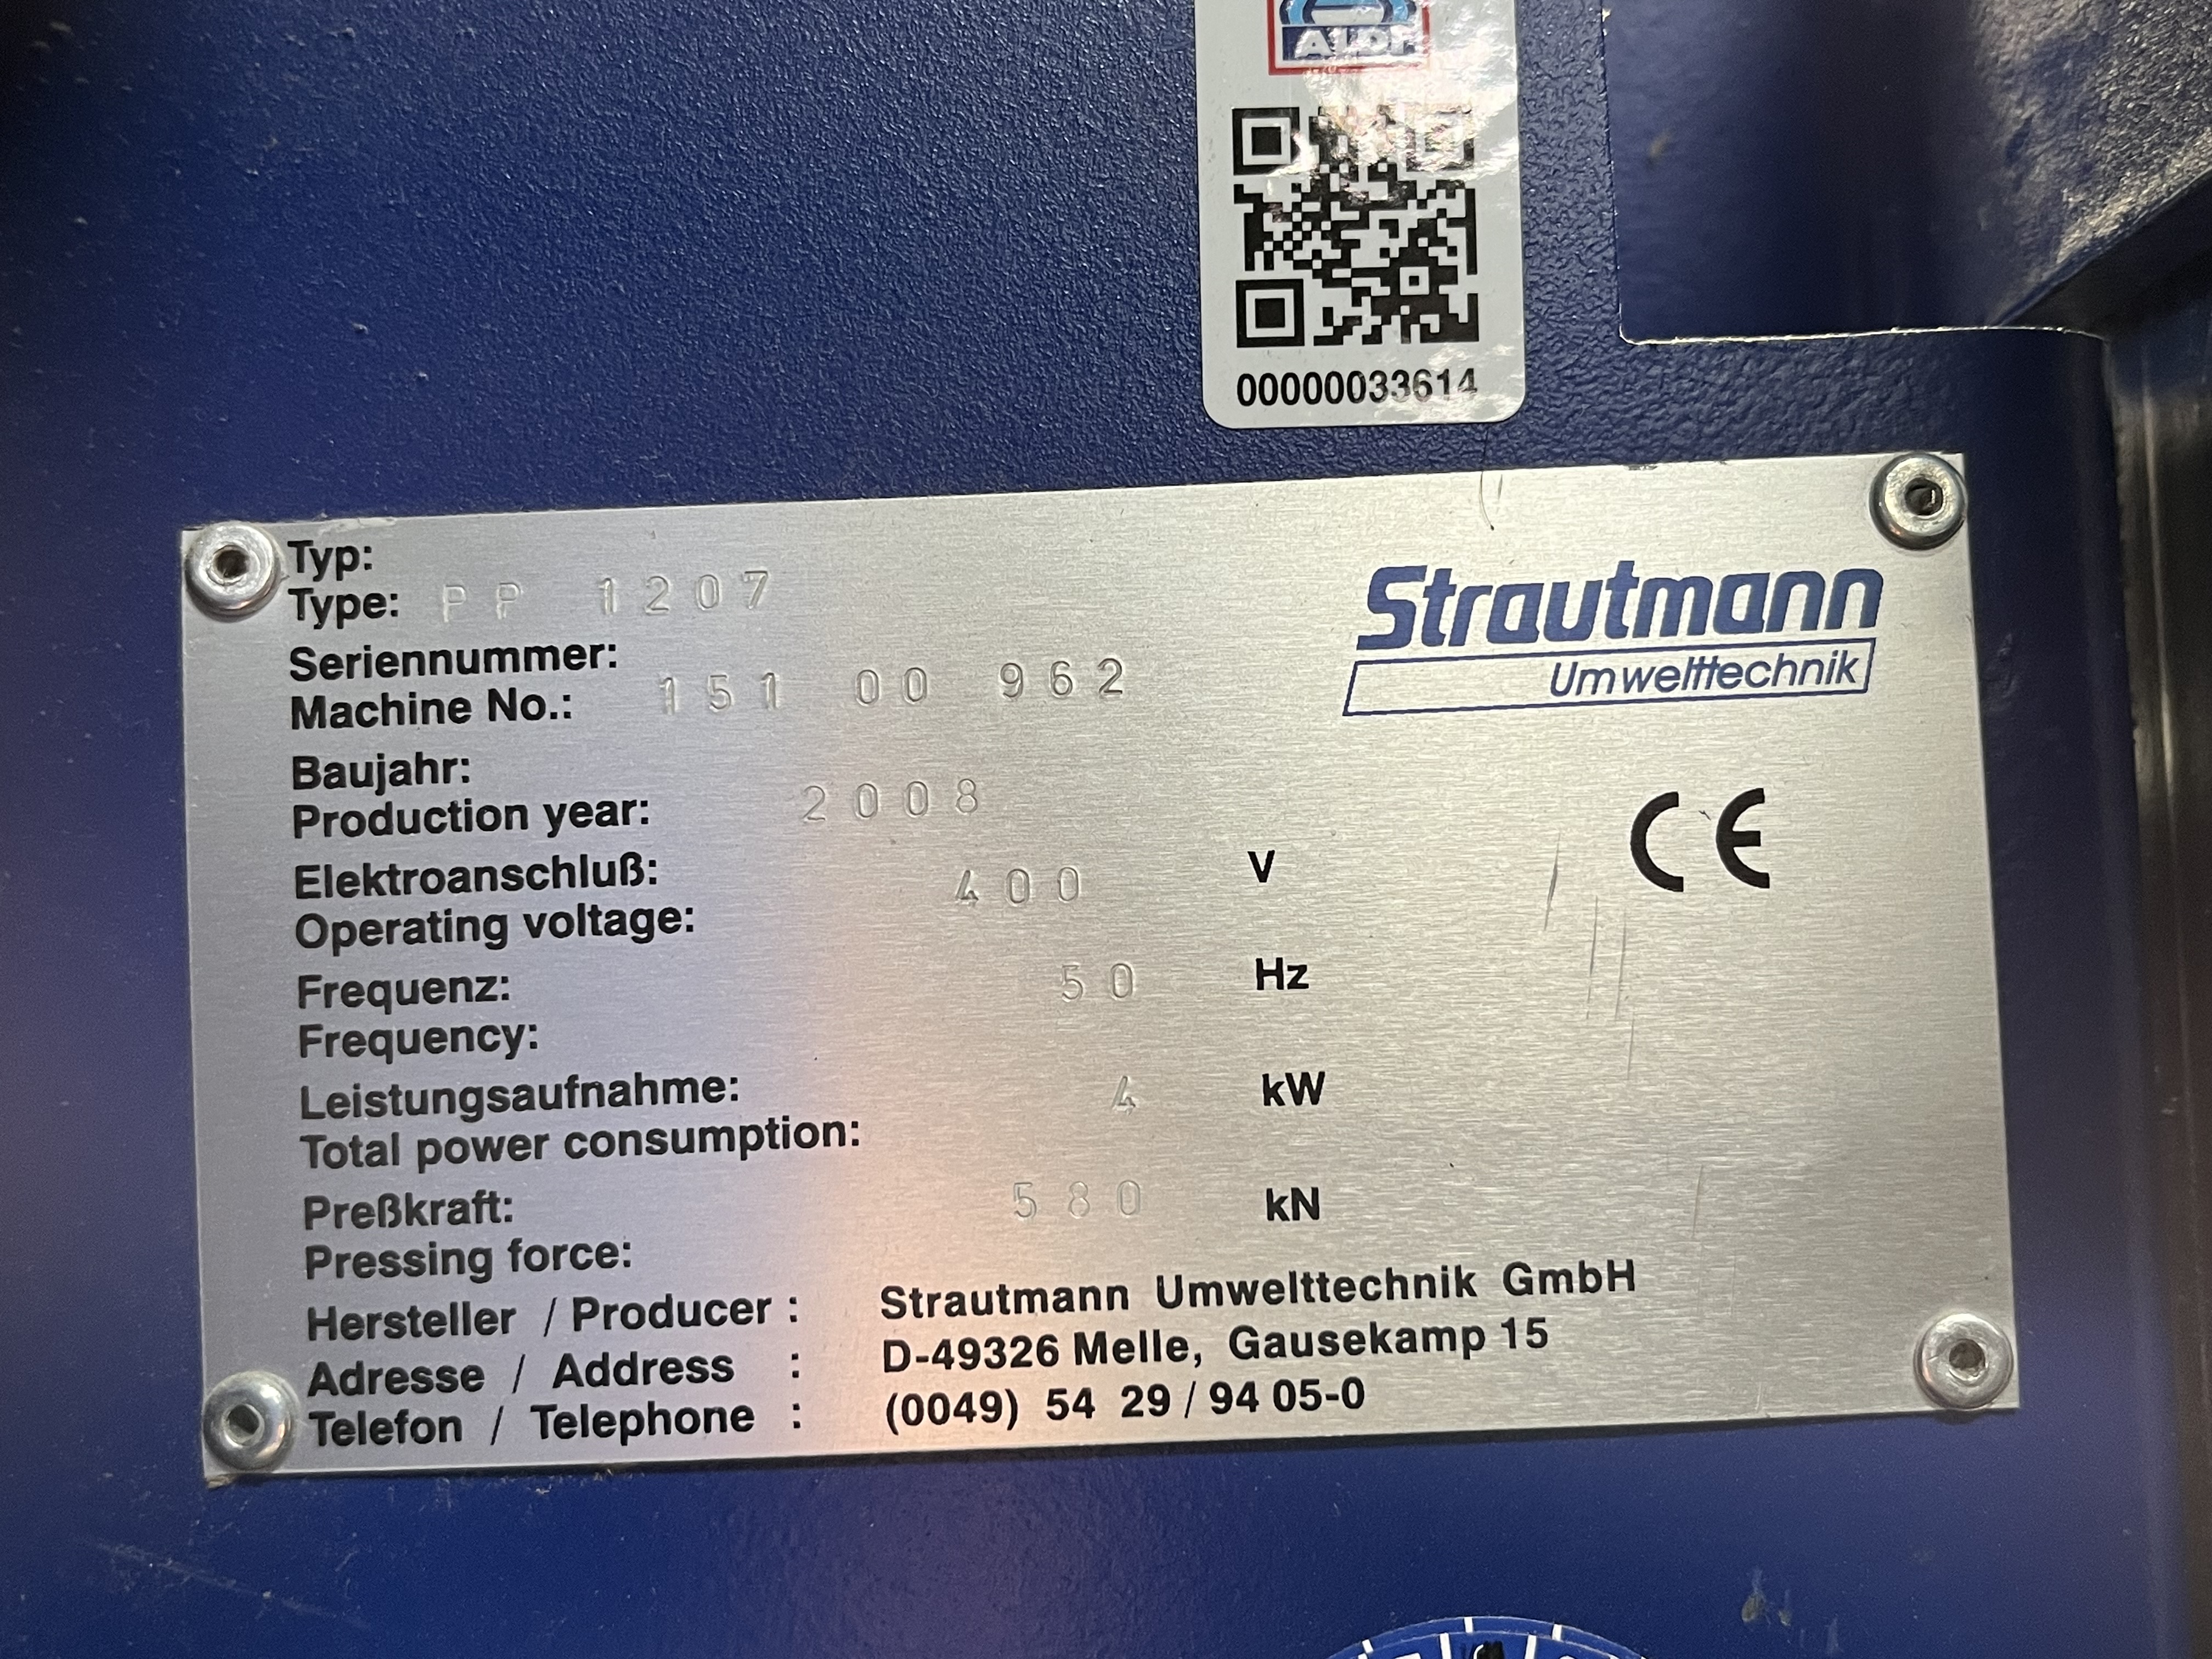 ALDI
00000033614
Typ:
Type: PP 1207
Strautmann
Umwelttechnik
Seriennummer:
Machine No.: 151 00 962
Baujahr:
Production year: 2008
CE
Elektroanschluß: 400 V
Operating voltage:
Frequenz: 50 Hz
Frequency:
Leistungsaufnahme: 4 kW
Total power consumption:
Preßkraft: 580 kN
Pressing force:
Hersteller / Producer : Strautmann Umwelttechnik GmbH
Adresse / Address : D-49326 Melle, Gausekamp 15
Telefon / Telephone : (0049) 54 29 / 94 05-0